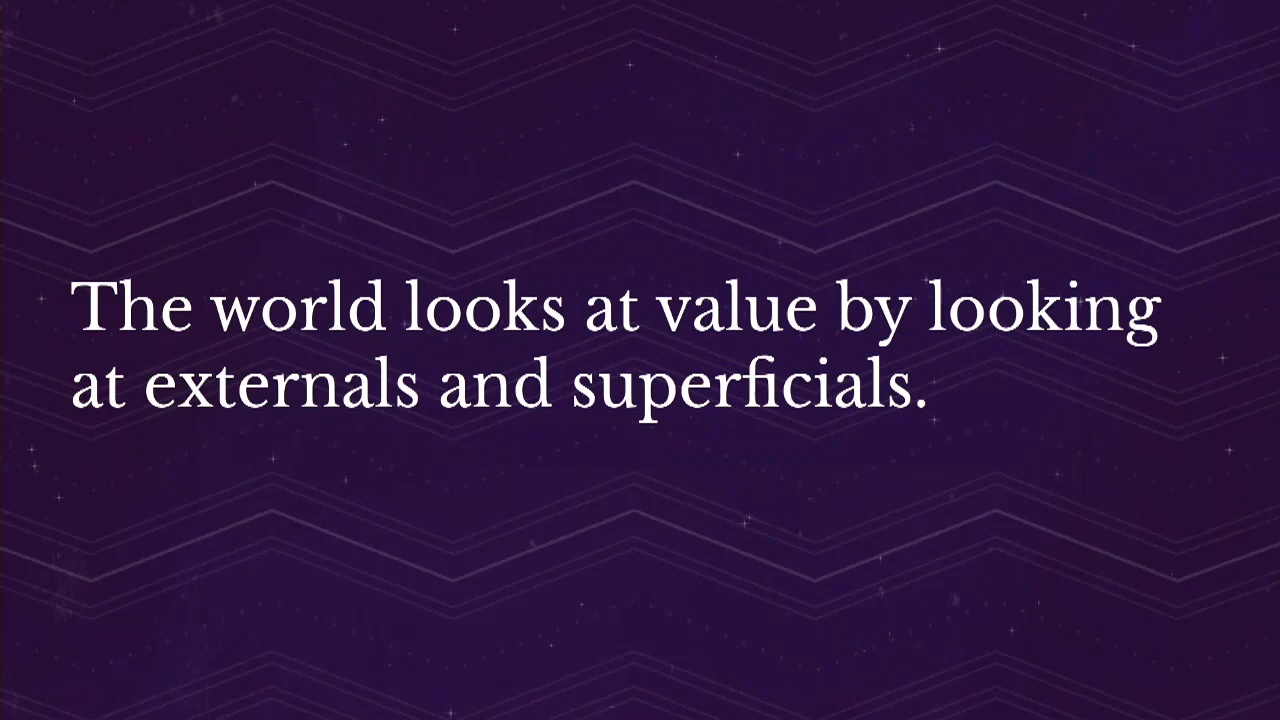 The world looks at value by looking
at externals and superficials.